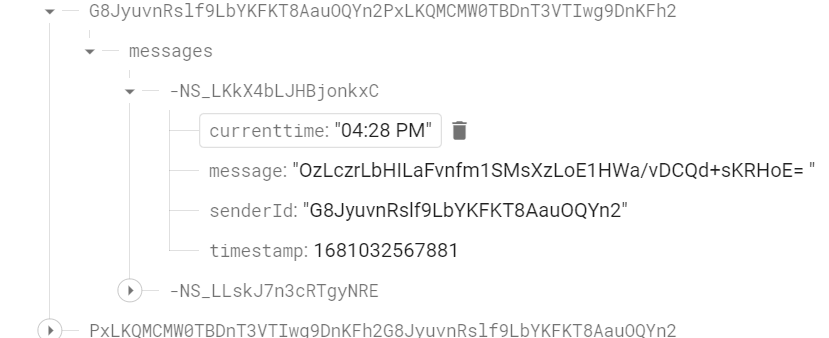 G8JyuvnRslf9LbYKFKT8AauOQYn2PxLKQMCMW0TBDnT3VTIwg9DnKFh2
messages
-NS_LKkX4bLJHBjonkxC
currenttime: "04:28 PM"
message: "OzLczrLbHILaFvnfm1SMsXzLoE1HWa/vDCQd+sKRHoE= "
senderId: "G8JyuvnRslf9LbYKFKT8AauOQYn2"
timestamp: 1681032567881
-NS_LLskJ7n3cRTgyNRE
PxLKQMCMW0TBDnT3VTIwg9DnKFh2G8JyuvnRslf9LbYKFKT8AauOQYn2